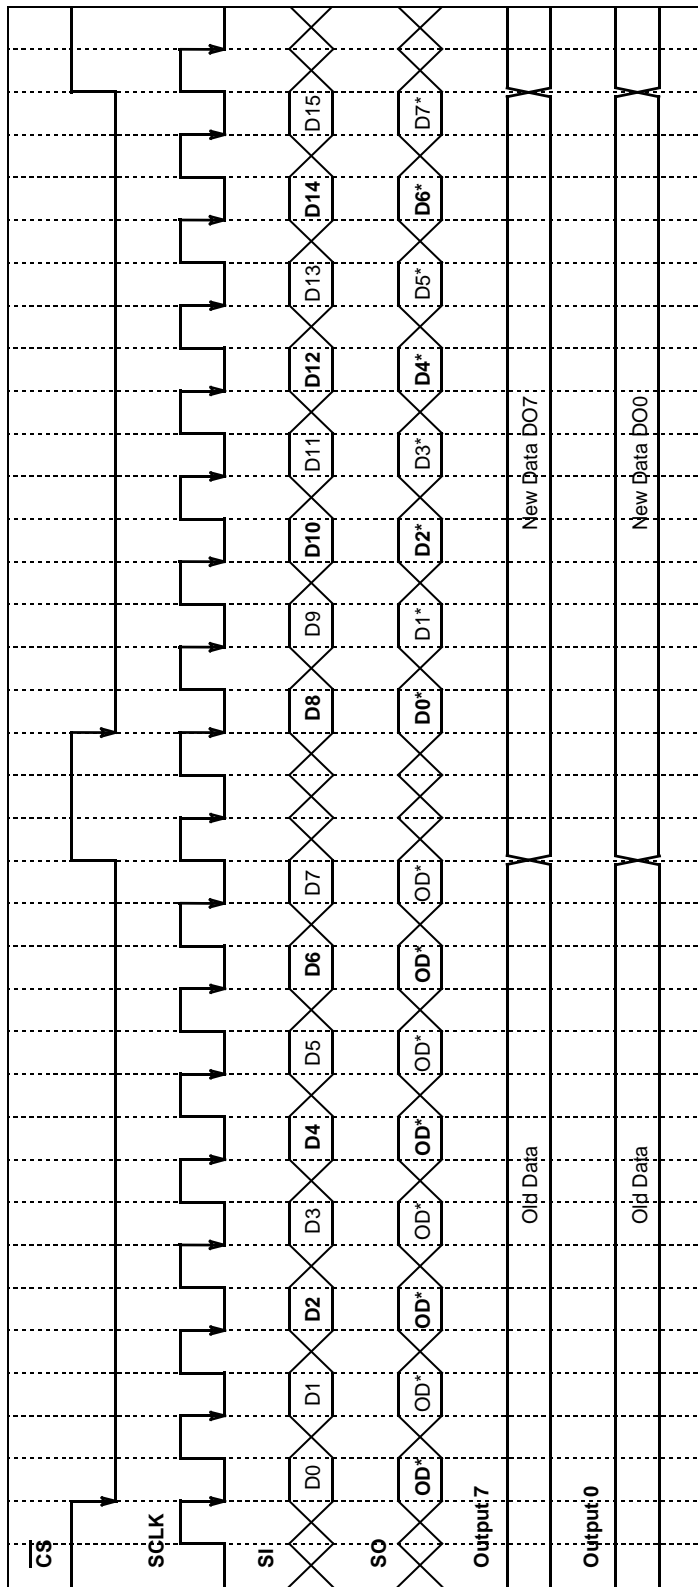 C̅S̅
SCLK
SI D0 D1 D2 D3 D4 D5 D6 D7 D8 D9 D10 D11 D12 D13 D14 D15
SO OD* OD* OD* OD* OD* OD* OD* OD* D0* D1* D2* D3* D4* D5* D6* D7*
Output 7 Old Data New Data DO7
Output 0 Old Data New Data DO0